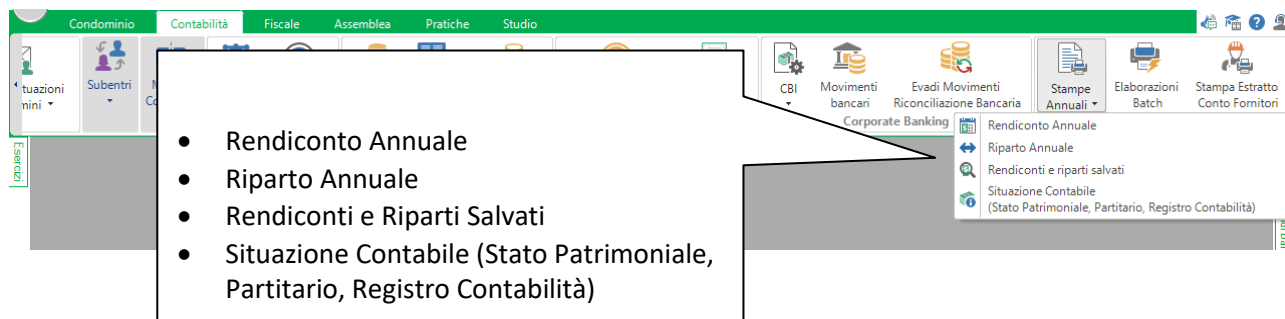 Condominio Contabilità Fiscale Assemblea Pratiche Studio
tuazioni
mini
Subentri
CBI
Movimenti
bancari
Evadi Movimenti
Riconciliazione Bancaria
Stampe
Annuali
Elaborazioni
Batch
Stampa Estratto
Conto Fornitori
Corporate Banking
Esercizi
Rendiconto Annuale
Riparto Annuale
Rendiconti e riparti salvati
Situazione Contabile
(Stato Patrimoniale, Partitario, Registro Contabilità)
• Rendiconto Annuale
• Riparto Annuale
• Rendiconti e Riparti Salvati
• Situazione Contabile (Stato Patrimoniale,
Partitario, Registro Contabilità)